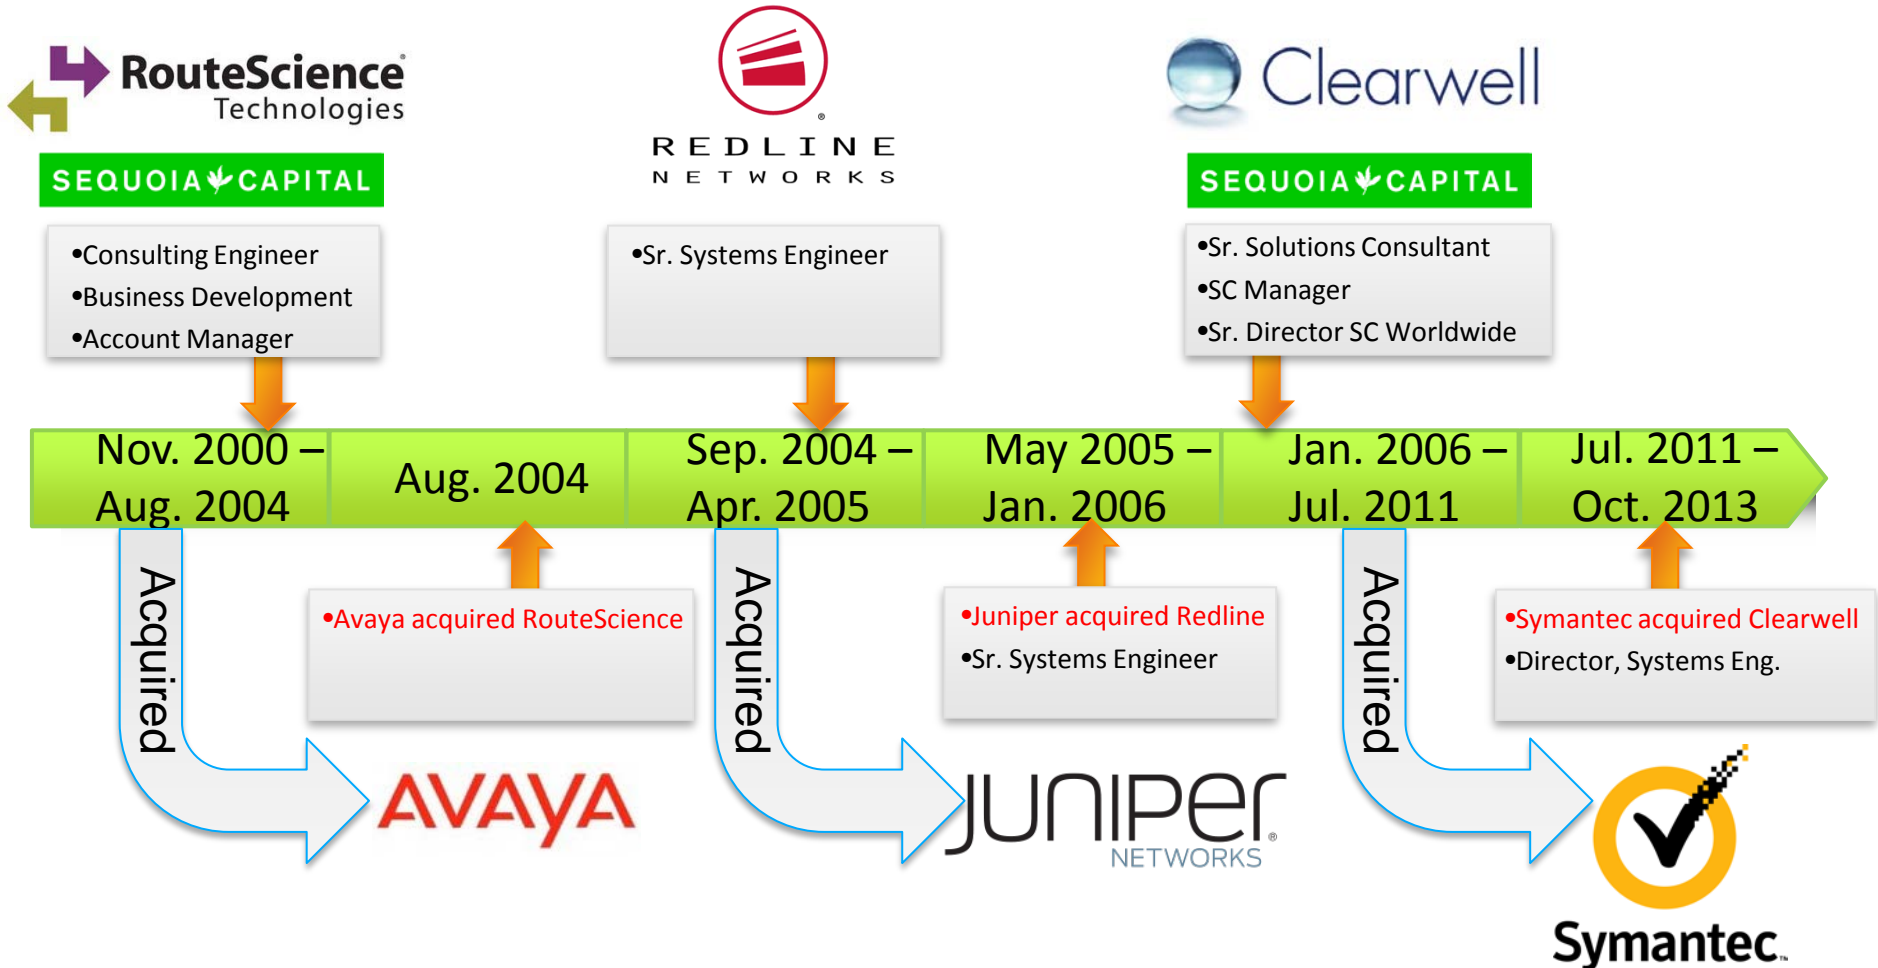 RouteScience®
Technologies
SEQUOIA CAPITAL
•Consulting Engineer
•Business Development
•Account Manager
®
REDLINE
NETWORKS
•Sr. Systems Engineer
Clearwell
SEQUOIA CAPITAL
•Sr. Solutions Consultant
•SC Manager
•Sr. Director SC Worldwide
Nov. 2000 –
Aug. 2004
Aug. 2004
Sep. 2004 –
Apr. 2005
May 2005 –
Jan. 2006
Jan. 2006 –
Jul. 2011
Jul. 2011 –
Oct. 2013
Acquired
•Avaya acquired RouteScience
AVAYA
Acquired
•Juniper acquired Redline
•Sr. Systems Engineer
JUNIPer®
NETWORKS
Acquired
•Symantec acquired Clearwell
•Director, Systems Eng.
Symantec™